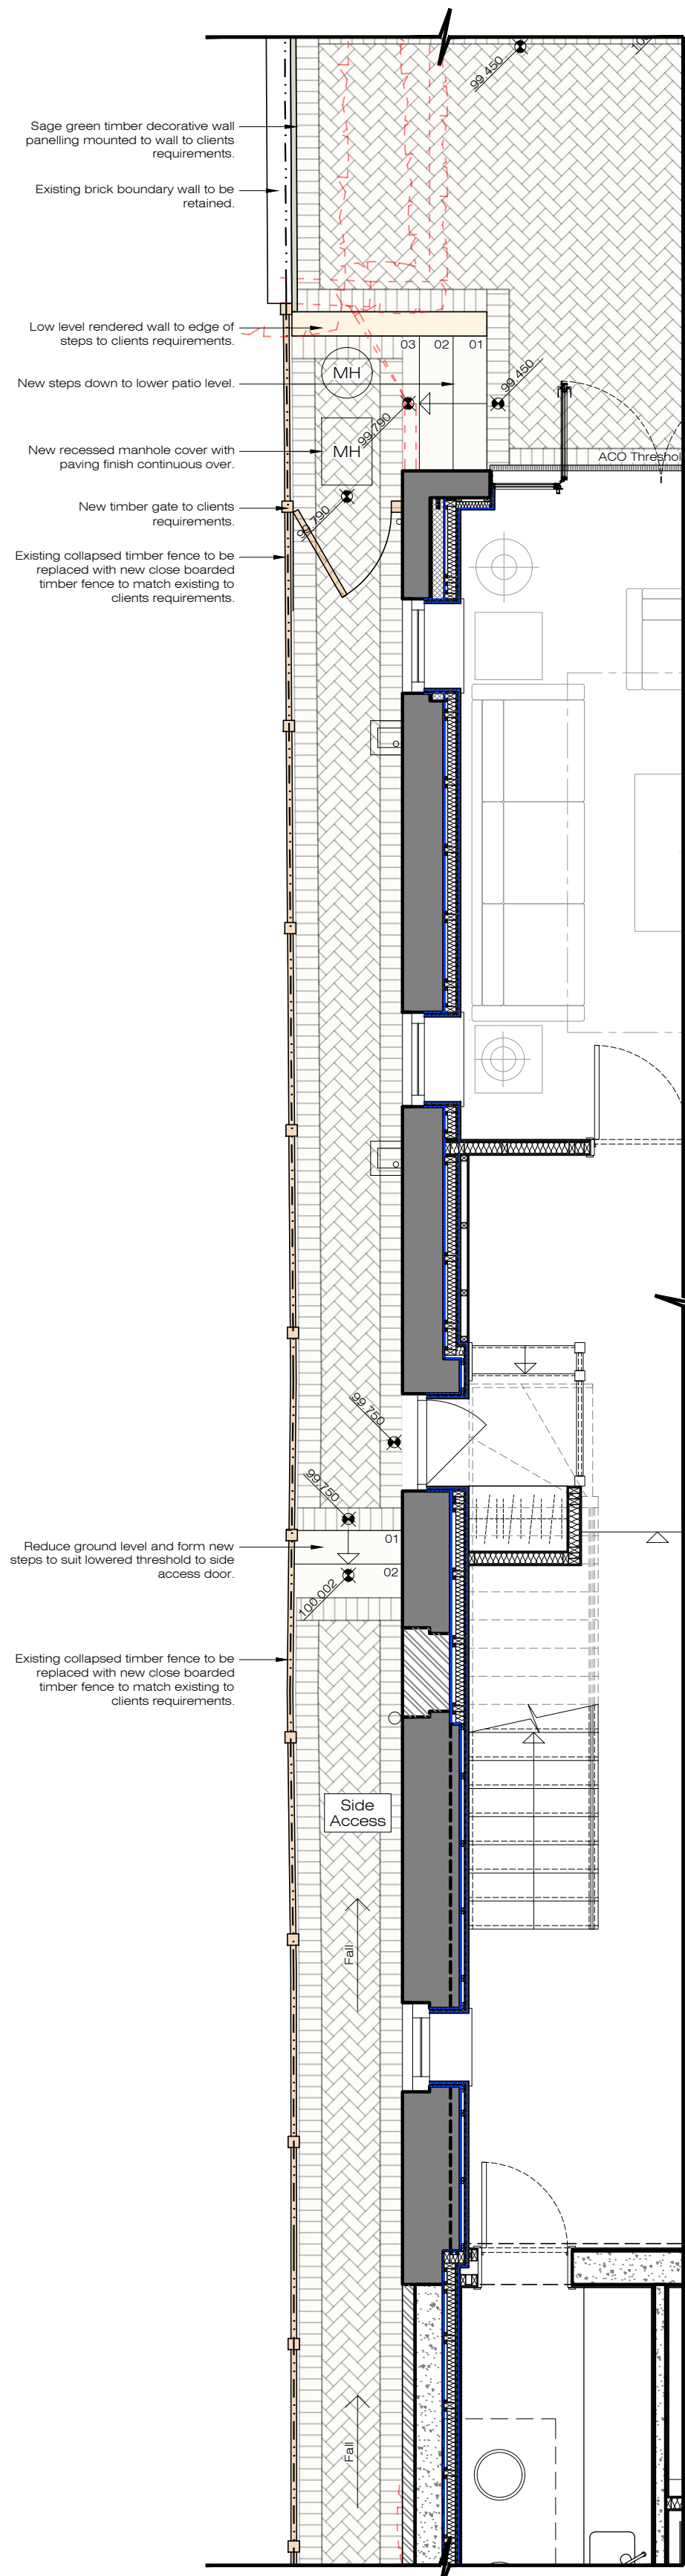 99.450
Sage green timber decorative wall
panelling mounted to wall to clients
requirements.
Existing brick boundary wall to be
retained.
Low level rendered wall to edge of
steps to clients requirements.
03 02 01
MH
New steps down to lower patio level.
99.450
99.790
New recessed manhole cover with
paving finish continuous over.
MH
ACO Threshol
New timber gate to clients
requirements.
99.790
Existing collapsed timber fence to be
replaced with new close boarded
timber fence to match existing to
clients requirements.
99.750
99.750
01
Reduce ground level and form new
steps to suit lowered threshold to side
access door.
02
100.002
Existing collapsed timber fence to be
replaced with new close boarded
timber fence to match existing to
clients requirements.
Side
Access
Fall
Fall